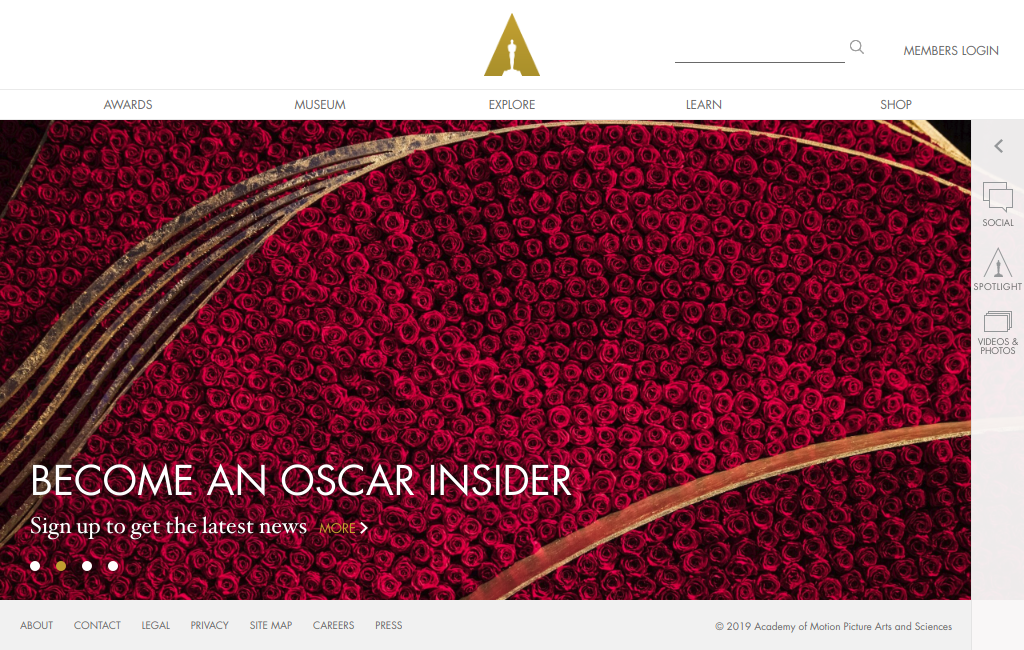 MEMBERS LOGIN
AWARDS
MUSEUM
EXPLORE
LEARN
SHOP
SOCIAL
SPOTLIGHT
VIDEOS &
PHOTOS
BECOME AN OSCAR INSIDER
Sign up to get the latest news MORE
ABOUT
CONTACT
LEGAL
PRIVACY
SITE MAP
CAREERS
PRESS
© 2019 Academy of Motion Picture Arts and Sciences